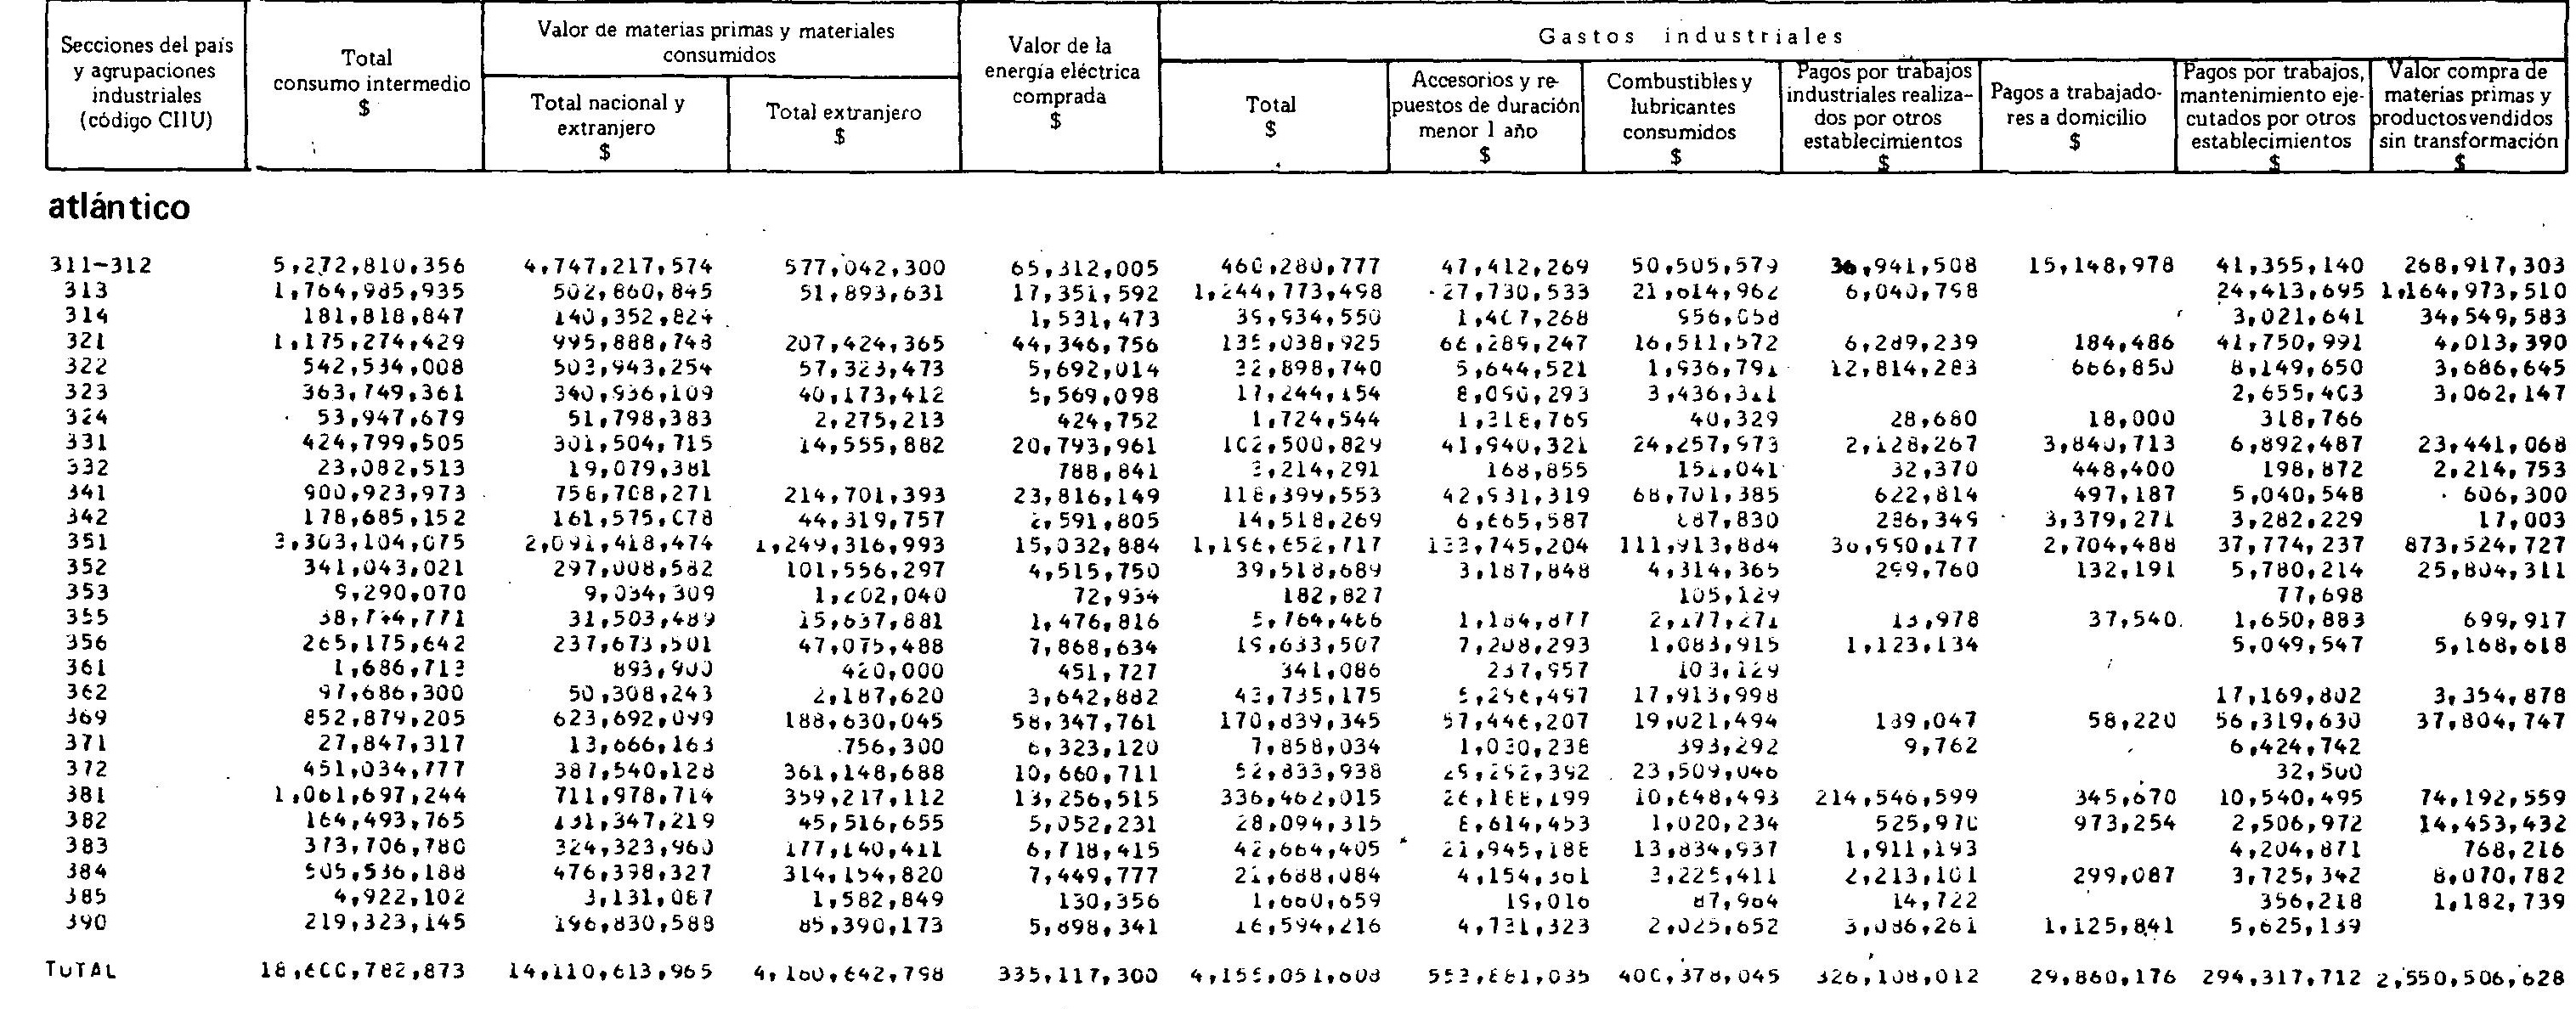 Secciones del país y agrupaciones industriales (código CIIU)
Total consumo intermedio $
Valor de materias primas y materiales consumidos
Total nacional y extranjero $
Total extranjero $
Valor de la energía eléctrica comprada $
Gastos industriales
Total $
Accesorios y repuestos de duración menor 1 año $
Combustibles y lubricantes consumidos $
Pagos por trabajos industriales realizados por otros establecimientos $
Pagos a trabajadores a domicilio $
Pagos por trabajos, mantenimiento ejecutados por otros establecimientos $
Valor compra de materias primas y productos vendidos sin transformación $
atlántico
311-312 5,272,810,356 4,747,217,574 577,042,300 65,312,005 460,280,777 47,412,269 50,505,579 36,941,508 15,148,978 41,355,140 268,917,303
313 1,764,985,935 502,860,845 51,893,631 17,351,592 1,244,773,498 27,730,533 21,614,962 6,040,798 24,413,695 1,164,973,510
314 181,818,847 140,352,824 1,531,473 39,934,550 1,407,268 956,058 3,021,641 34,549,583
321 1,175,274,429 995,888,748 207,424,365 44,346,756 135,038,925 66,289,247 16,511,572 6,289,239 184,486 41,750,991 4,013,390
322 542,534,008 503,943,254 57,323,473 5,692,014 32,898,740 5,644,521 1,936,791 12,814,283 666,850 8,149,650 3,686,645
323 363,749,361 340,936,109 40,173,412 5,569,098 17,244,154 8,090,293 3,436,311 2,655,403 3,062,147
324 53,947,679 51,798,383 2,275,213 424,752 1,724,544 1,318,769 40,329 28,680 18,000 318,766
331 424,799,505 301,504,715 14,555,882 20,793,961 102,500,829 41,940,321 24,257,973 2,128,267 3,840,713 6,892,487 23,441,068
332 23,082,513 19,079,381 788,841 3,214,291 168,855 151,041 32,370 448,400 198,872 2,214,753
341 900,923,973 758,708,271 214,701,393 23,816,149 118,399,553 42,931,319 68,701,385 622,814 497,187 5,040,548 606,300
342 178,685,152 161,575,078 44,319,757 2,591,805 14,518,269 6,665,587 887,830 286,349 3,379,271 3,282,229 17,003
351 3,303,104,075 2,091,418,474 1,249,316,993 15,032,884 1,196,652,717 133,745,204 111,913,884 36,990,177 2,704,488 37,774,237 873,524,727
352 341,043,021 297,008,582 101,556,297 4,515,750 39,518,689 3,187,848 4,314,365 299,760 132,191 5,780,214 25,804,311
353 9,290,070 9,034,309 1,202,040 72,934 182,827 105,129 77,698
355 38,744,771 31,503,489 15,637,881 1,476,816 5,764,466 1,184,877 2,177,271 13,978 37,540 1,650,883 699,917
356 265,175,642 237,673,501 47,075,488 7,868,634 19,633,507 7,208,293 1,083,915 1,123,134 5,049,547 5,168,618
361 1,686,713 893,900 420,000 451,727 341,086 237,957 103,129
362 97,686,300 50,308,243 2,187,620 3,642,882 43,735,175 5,296,497 17,913,998 17,169,802 3,354,878
369 852,879,205 623,692,099 188,630,045 58,347,761 170,839,345 57,446,207 19,021,494 189,047 58,220 56,319,630 37,804,747
371 27,847,317 13,666,163 756,300 6,323,120 7,858,034 1,030,238 393,292 9,762 6,424,742
372 451,034,777 387,540,128 361,148,688 10,660,711 52,833,938 29,292,392 23,509,046 32,500
381 1,061,697,244 711,978,714 359,217,112 13,256,515 336,462,015 26,188,199 10,648,493 214,546,599 345,670 10,540,495 74,192,559
382 164,493,765 131,347,219 45,516,655 5,052,231 28,094,315 8,614,453 1,020,234 525,970 973,254 2,506,972 14,453,432
383 373,706,780 324,323,960 177,140,411 6,718,415 42,664,405 21,945,188 13,834,937 1,911,193 4,204,871 768,216
384 505,536,188 476,398,327 314,154,820 7,449,777 21,688,084 4,154,361 3,225,411 2,213,101 299,087 3,725,342 8,070,782
385 4,922,102 3,131,087 1,582,849 130,356 1,660,659 19,016 87,964 14,722 356,218 1,182,739
390 219,323,145 196,830,588 85,390,173 5,898,341 16,594,216 4,731,323 2,025,652 3,086,261 1,125,841 5,625,139
TOTAL 18,600,782,873 14,110,613,965 4,160,642,798 335,117,300 4,155,051,608 553,881,035 400,378,045 326,108,012 29,860,176 294,317,712 2,550,506,628